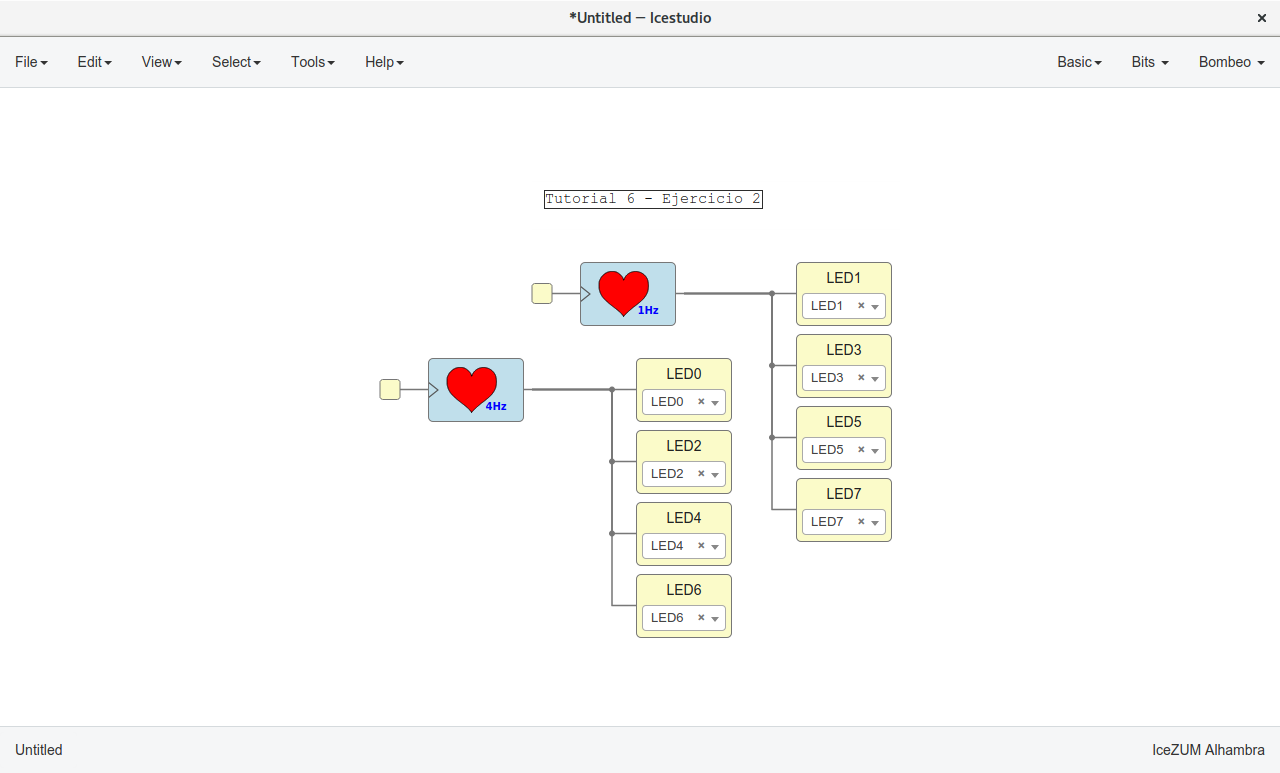 *Untitled – Icestudio ×
File Edit View Select Tools Help Basic Bits Bombeo
Tutorial 6 - Ejercicio 2
1Hz
LED1
LED1 ×
LED3
LED3 ×
LED5
LED5 ×
LED7
LED7 ×
4Hz
LED0
LED0 ×
LED2
LED2 ×
LED4
LED4 ×
LED6
LED6 ×
Untitled IceZUM Alhambra